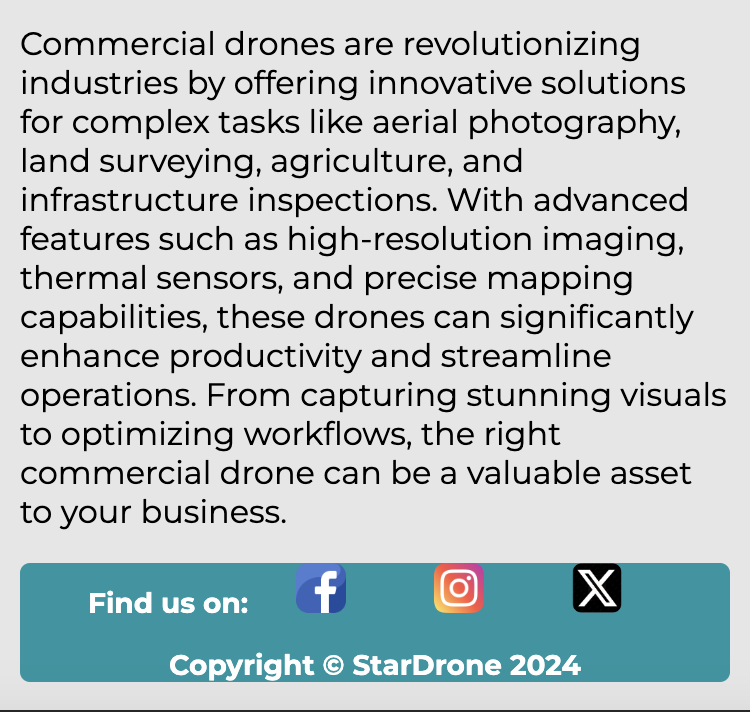 Commercial drones are revolutionizing
industries by offering innovative solutions
for complex tasks like aerial photography,
land surveying, agriculture, and
infrastructure inspections. With advanced
features such as high-resolution imaging,
thermal sensors, and precise mapping
capabilities, these drones can significantly
enhance productivity and streamline
operations. From capturing stunning visuals
to optimizing workflows, the right
commercial drone can be a valuable asset
to your business.
Find us on:
Copyright © StarDrone 2024